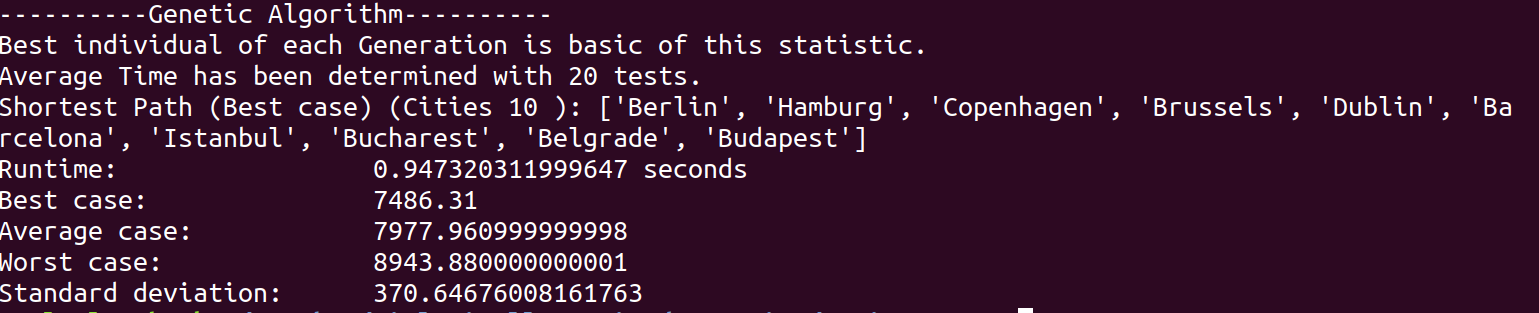 ----------Genetic Algorithm----------
Best individual of each Generation is basic of this statistic.
Average Time has been determined with 20 tests.
Shortest Path (Best case) (Cities 10 ): ['Berlin', 'Hamburg', 'Copenhagen', 'Brussels', 'Dublin', 'Ba
rcelona', 'Istanbul', 'Bucharest', 'Belgrade', 'Budapest']
Runtime: 0.947320311999647 seconds
Best case: 7486.31
Average case: 7977.960999999998
Worst case: 8943.880000000001
Standard deviation: 370.64676008161763